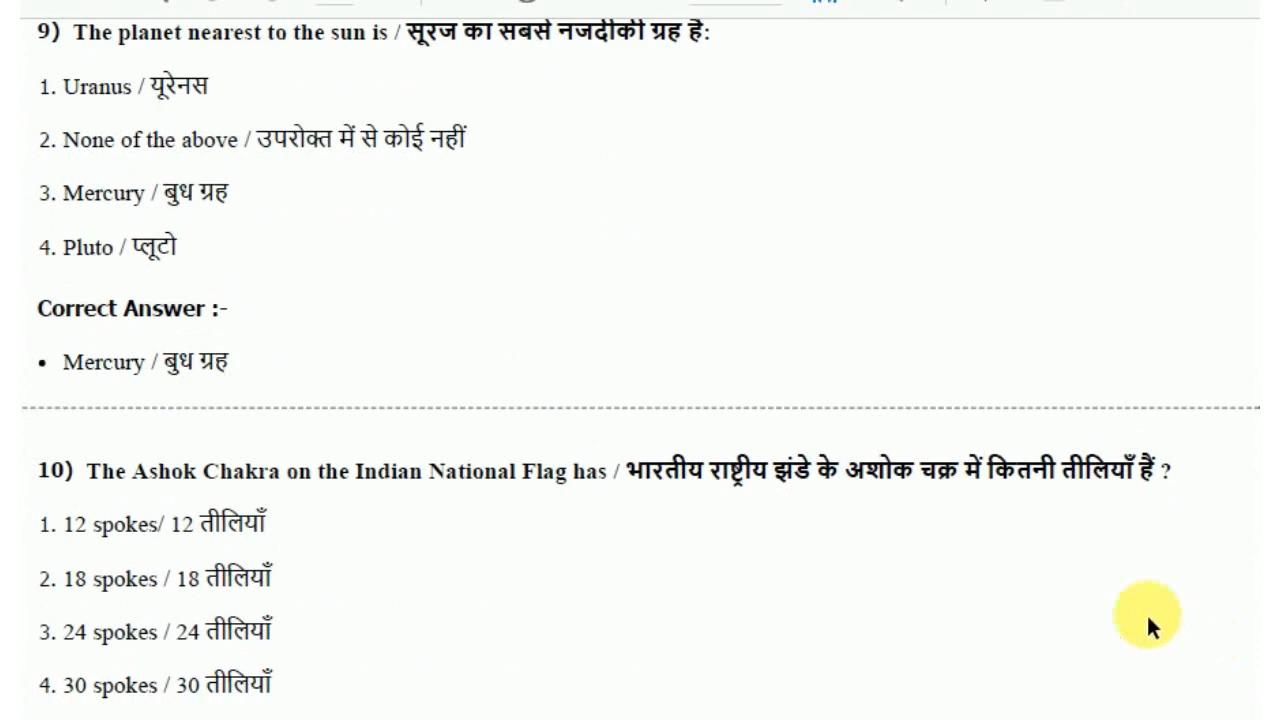 9) The planet nearest to the sun is / सूरज का सबसे नजदीकी ग्रह है:
1. Uranus / यूरेनस
2. None of the above / उपरोक्त में से कोई नहीं
3. Mercury / बुध ग्रह
4. Pluto / प्लूटो
Correct Answer :-
• Mercury / बुध ग्रह
10) The Ashok Chakra on the Indian National Flag has / भारतीय राष्ट्रीय झंडे के अशोक चक्र में कितनी तीलियाँ हैं ?
1. 12 spokes/ 12 तीलियाँ
2. 18 spokes / 18 तीलियाँ
3. 24 spokes / 24 तीलियाँ
4. 30 spokes / 30 तीलियाँ